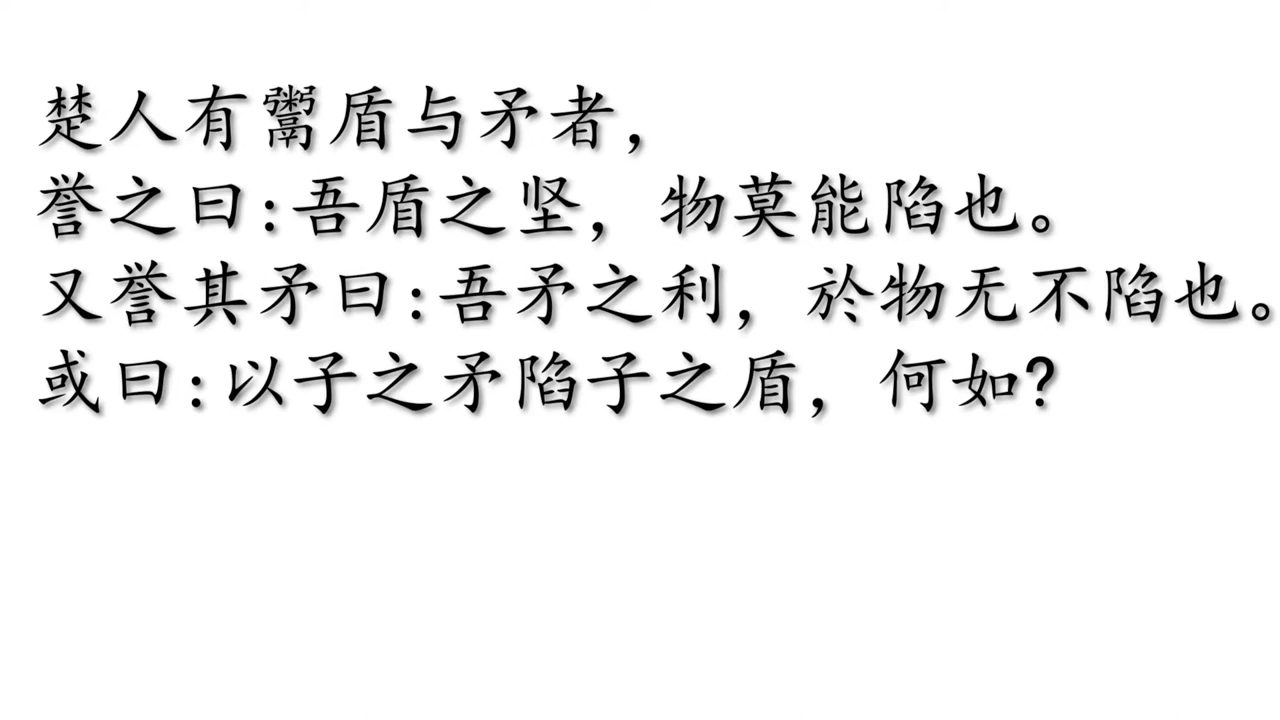 楚人有鬻盾与矛者，
誉之曰:吾盾之坚，物莫能陷也。
又誉其矛曰:吾矛之利，於物无不陷也。
或曰:以子之矛陷子之盾，何如?